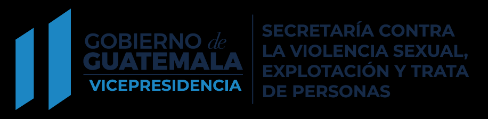 GOBIERNO de
GUATEMALA
VICEPRESIDENCIA
SECRETARÍA CONTRA
LA VIOLENCIA SEXUAL,
EXPLOTACIÓN Y TRATA
DE PERSONAS